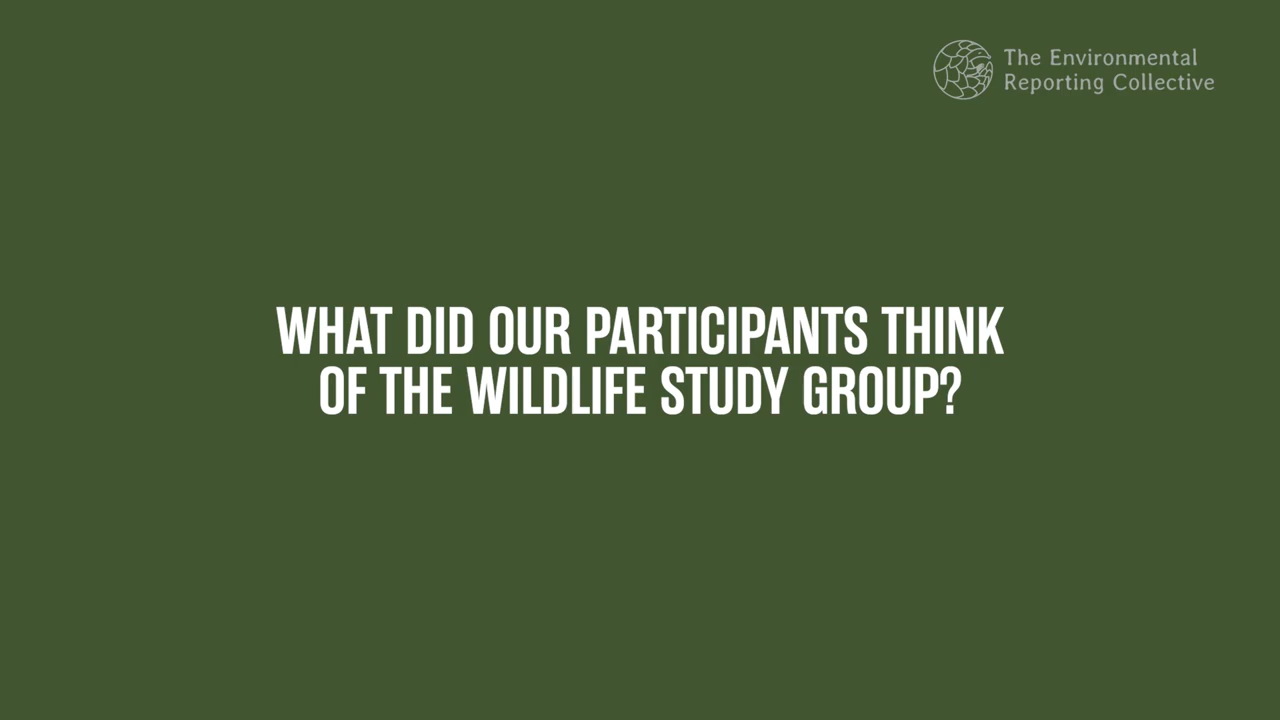 The Environmental
Reporting Collective
WHAT DID OUR PARTICIPANTS THINK
OF THE WILDLIFE STUDY GROUP?